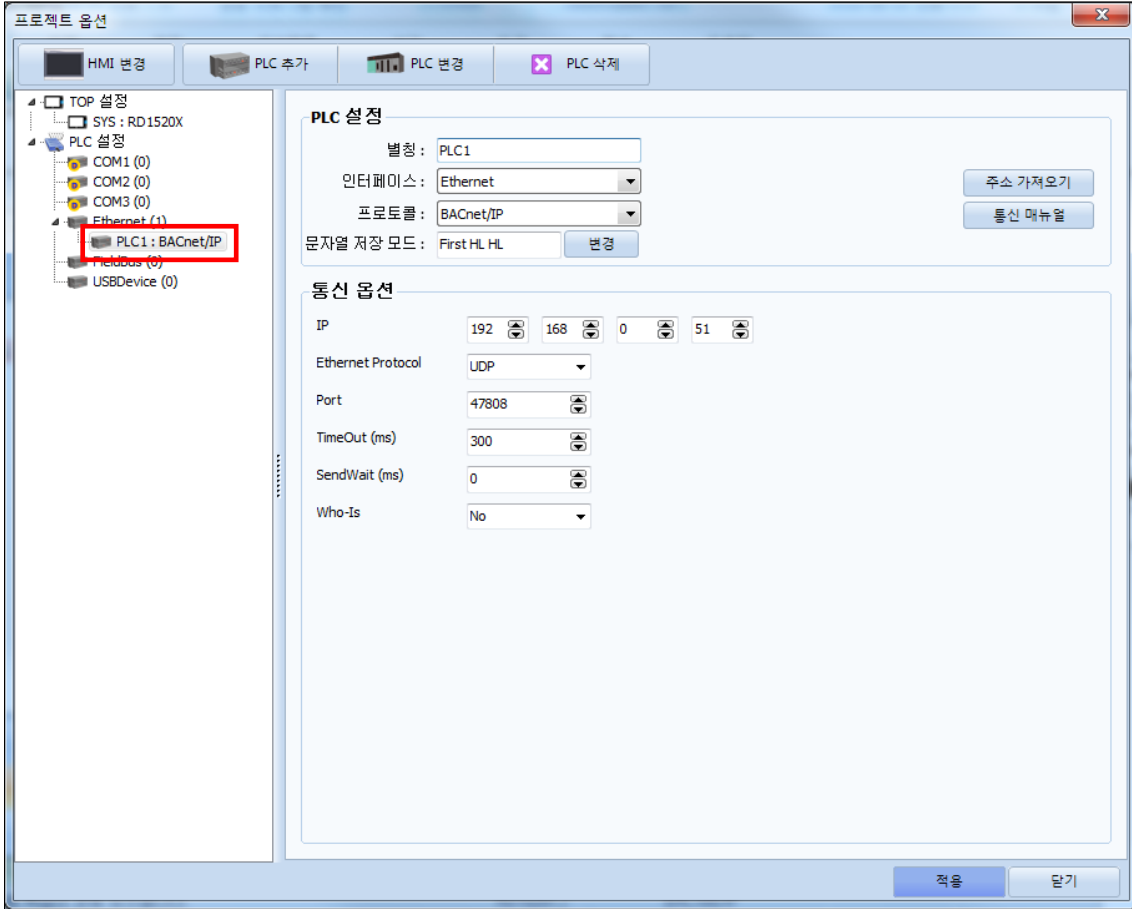 프로젝트 옵션
HMI 변경
PLC 추가
PLC 변경
PLC 삭제
TOP 설정
SYS : RD1520X
PLC 설정
COM1 (0)
COM2 (0)
COM3 (0)
Ethernet (1)
PLC1 : BACnet/IP
FieldBus (0)
USBDevice (0)
PLC 설정
별칭 : PLC1
인터페이스 : Ethernet
프로토콜 : BACnet/IP
문자열 저장 모드 : First HL HL 변경
주소 가져오기
통신 매뉴얼
통신 옵션
IP 192 168 0 51
Ethernet Protocol UDP
Port 47808
TimeOut (ms) 300
SendWait (ms) 0
Who-Is No
적용 닫기